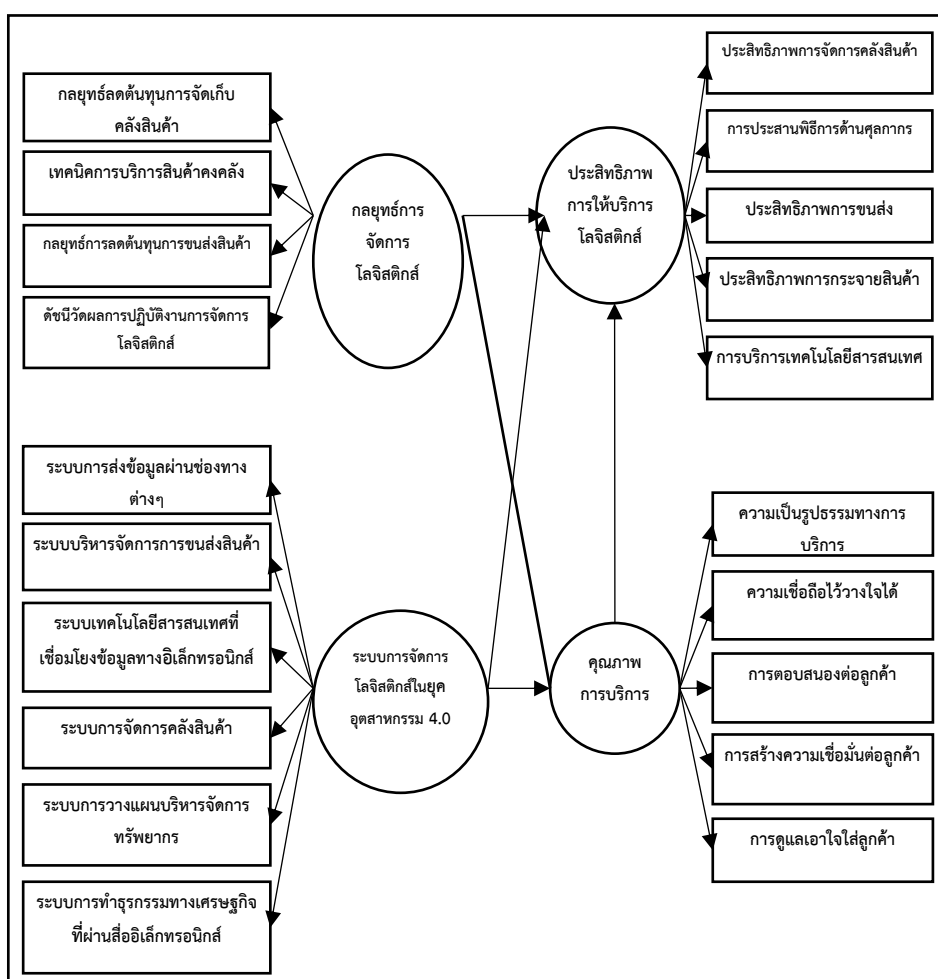 กลยุทธ์ลดต้นทุนการจัดเก็บ
คลังสินค้า
เทคนิคการบริการสินค้าคงคลัง
กลยุทธ์การลดต้นทุนการขนส่งสินค้า
ดัชนีวัดผลการปฏิบัติงานการจัดการ
โลจิสติกส์
กลยุทธ์การ
จัดการ
โลจิสติกส์
ประสิทธิภาพ
การให้บริการ
โลจิสติกส์
ประสิทธิภาพการจัดการคลังสินค้า
การประสานพิธีการด้านศุลกากร
ประสิทธิภาพการขนส่ง
ประสิทธิภาพการกระจายสินค้า
การบริการเทคโนโลยีสารสนเทศ
ระบบการส่งข้อมูลผ่านช่องทาง
ต่างๆ
ระบบบริหารจัดการการขนส่งสินค้า
ระบบเทคโนโลยีสารสนเทศที่
เชื่อมโยงข้อมูลทางอิเล็กทรอนิกส์
ระบบการจัดการคลังสินค้า
ระบบการวางแผนบริหารจัดการ
ทรัพยากร
ระบบการทำธุรกรรมทางเศรษฐกิจ
ที่ผ่านสื่ออิเล็กทรอนิกส์
ระบบการจัดการ
โลจิสติกส์ในยุค
อุตสาหกรรม 4.0
คุณภาพ
การบริการ
ความเป็นรูปธรรมทางการ
บริการ
ความเชื่อถือไว้วางใจได้
การตอบสนองต่อลูกค้า
การสร้างความเชื่อมั่นต่อลูกค้า
การดูแลเอาใจใส่ลูกค้า